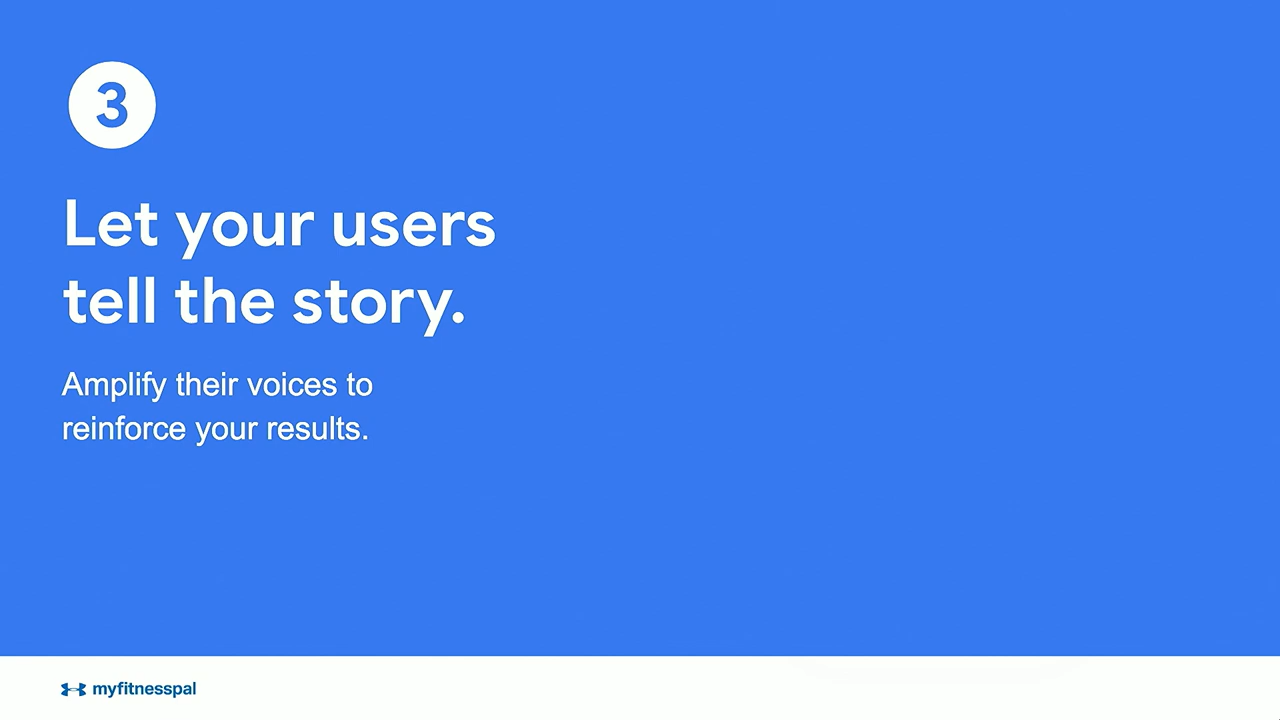 3
Let your users
tell the story.
Amplify their voices to
reinforce your results.
myfitnesspal